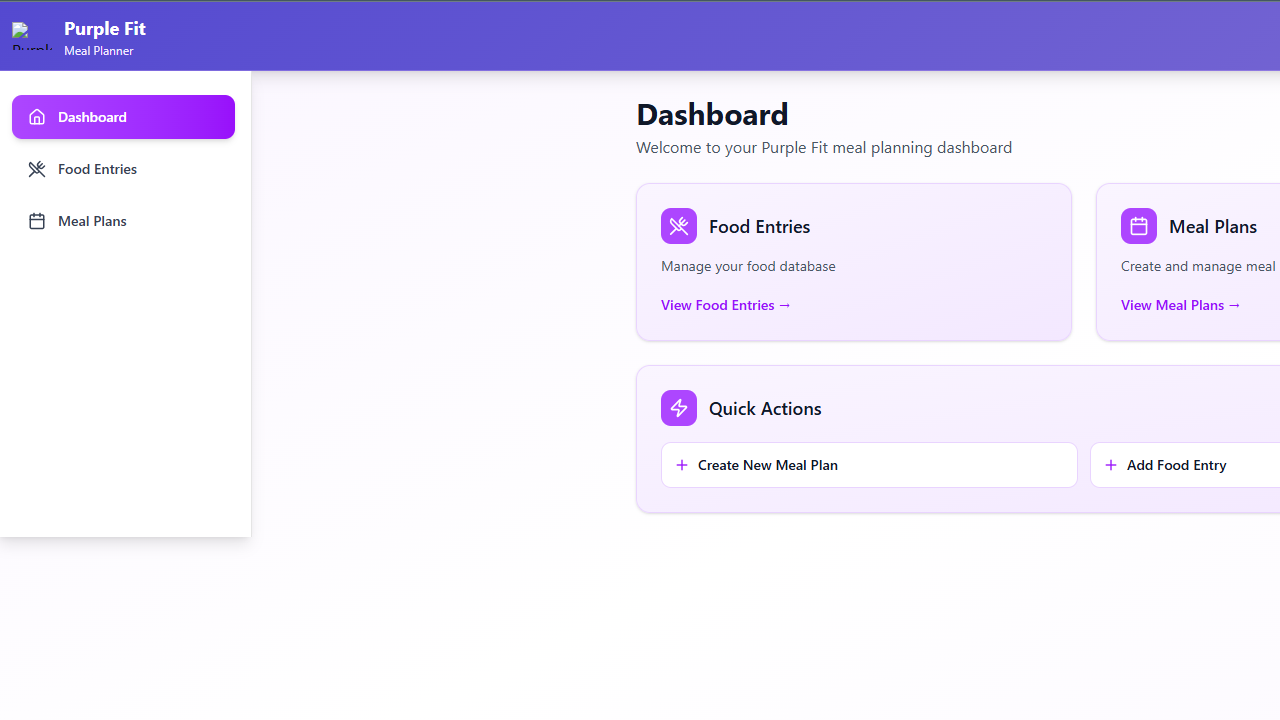 Purple Fit
Meal Planner
Dashboard
Food Entries
Meal Plans
Dashboard
Welcome to your Purple Fit meal planning dashboard
Food Entries
Manage your food database
View Food Entries →
Meal Plans
Create and manage meal
View Meal Plans →
Quick Actions
Create New Meal Plan
Add Food Entry